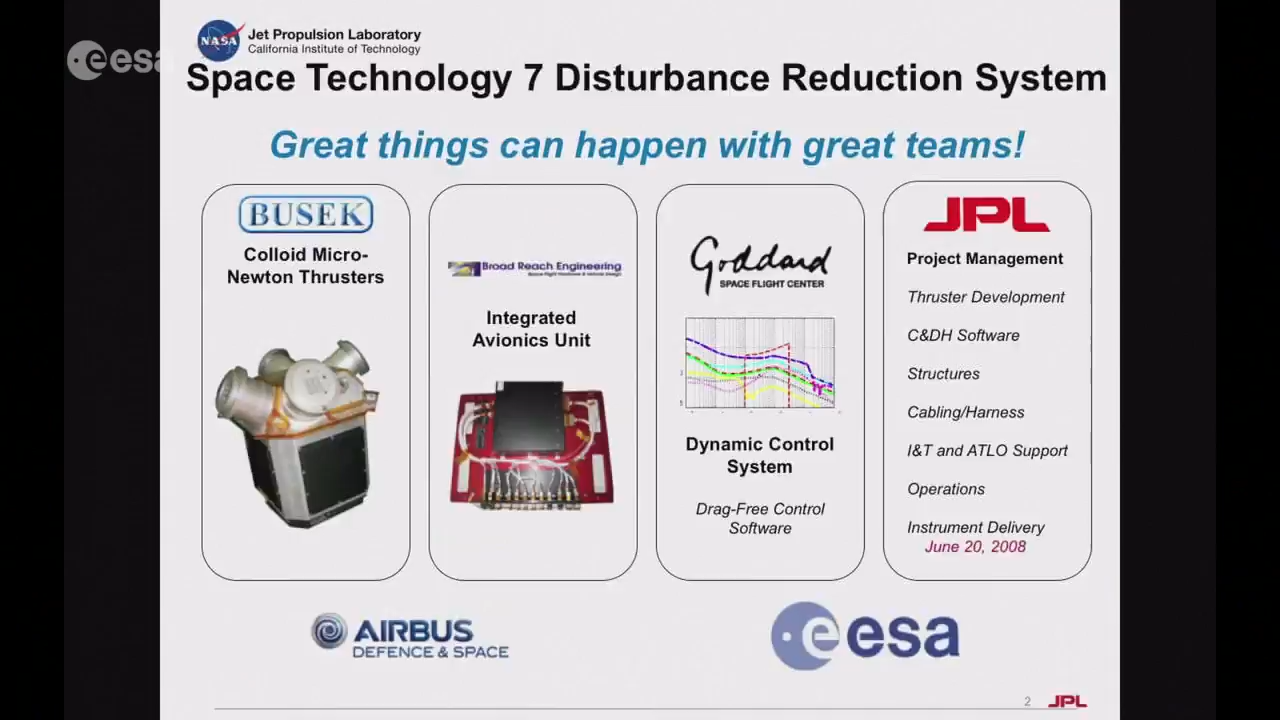 NASA
Jet Propulsion Laboratory
California Institute of Technology
esa
Space Technology 7 Disturbance Reduction System
Great things can happen with great teams!
BUSEK
Colloid Micro-
Newton Thrusters
Broad Reach Engineering
Integrated
Avionics Unit
Goddard
SPACE FLIGHT CENTER
Dynamic Control
System
Drag-Free Control
Software
JPL
Project Management
Thruster Development
C&DH Software
Structures
Cabling/Harness
I&T and ATLO Support
Operations
Instrument Delivery
June 20, 2008
AIRBUS
DEFENCE & SPACE
esa
2
JPL